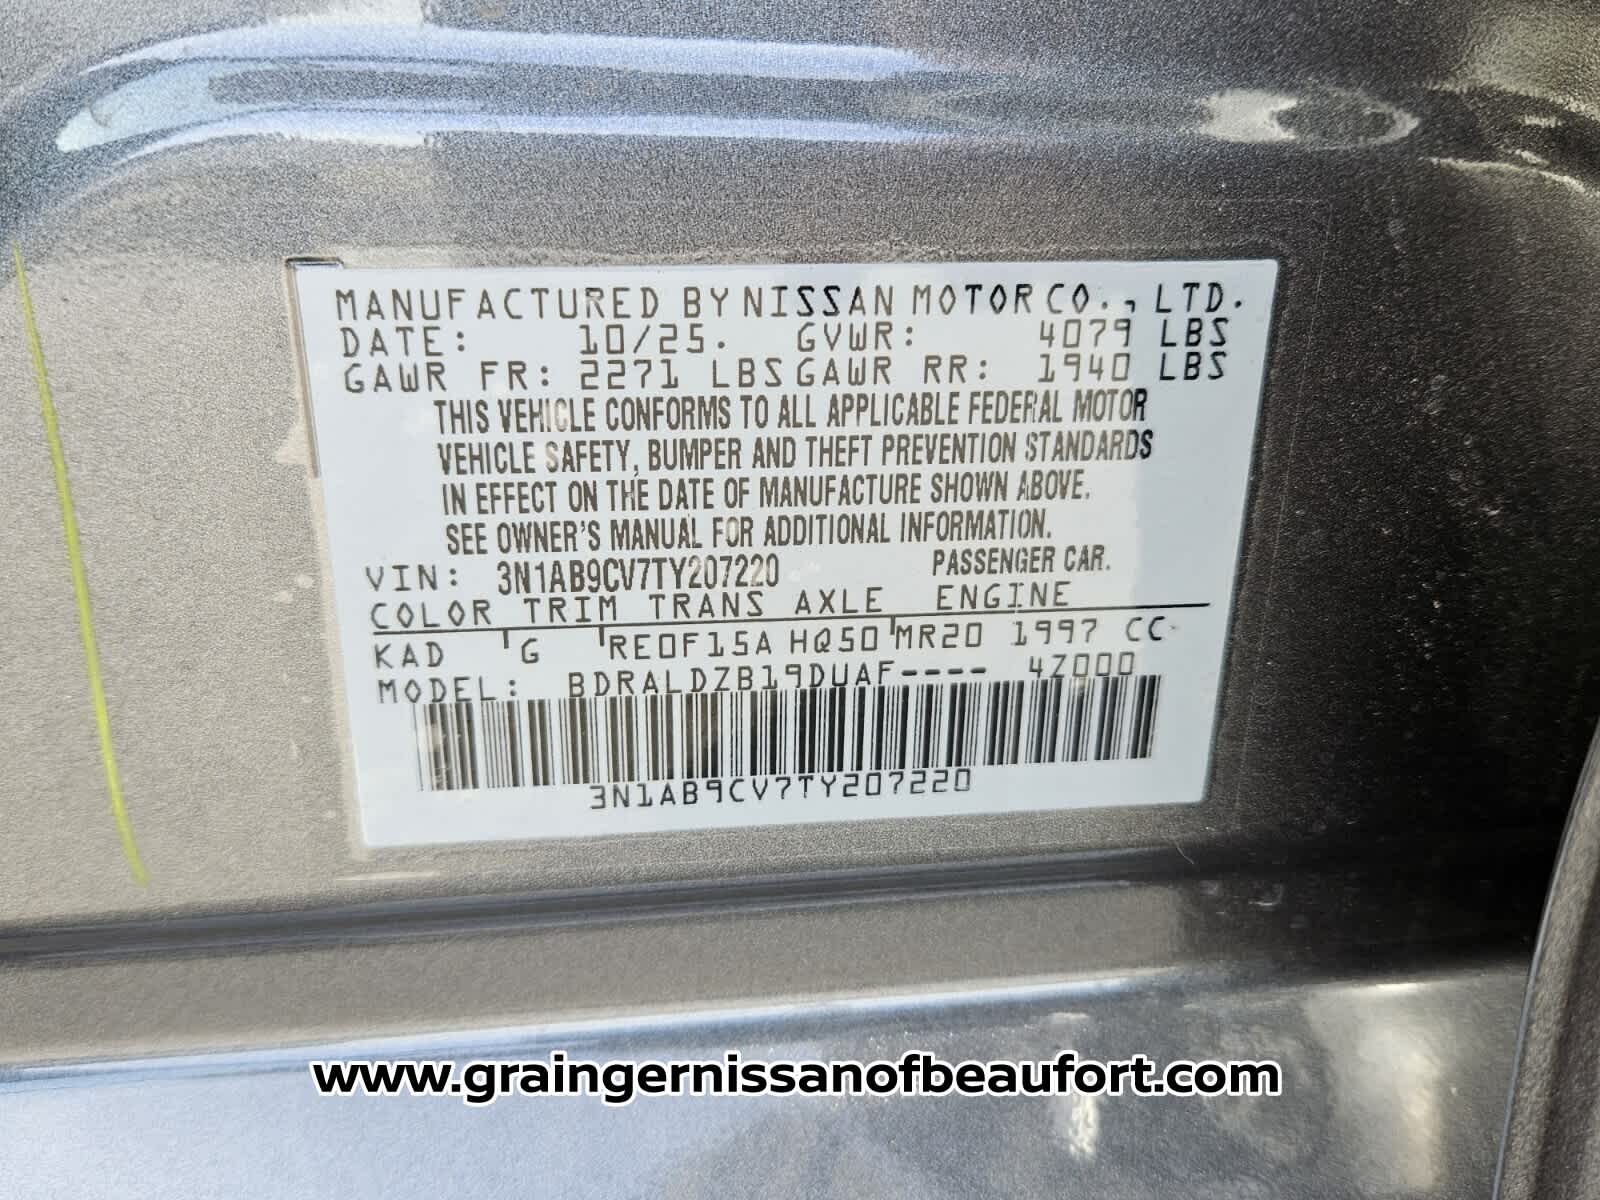 MANUFACTURED BY NISSAN MOTOR CO., LTD.
DATE: 10/25. GVWR: 4079 LBS
GAWR FR: 2271 LBS GAWR RR: 1940 LBS
THIS VEHICLE CONFORMS TO ALL APPLICABLE FEDERAL MOTOR
VEHICLE SAFETY, BUMPER AND THEFT PREVENTION STANDARDS
IN EFFECT ON THE DATE OF MANUFACTURE SHOWN ABOVE.
SEE OWNER'S MANUAL FOR ADDITIONAL INFORMATION.
VIN: 3N1AB9CV7TY207220 PASSENGER CAR.
COLOR TRIM TRANS AXLE ENGINE
KAD G RE0F15A HQ50 MR20 1997 CC
MODEL: BDRALDZB19DUAF---- 4Z000
3N1AB9CV7TY207220
www.graingernissanofbeaufort.com